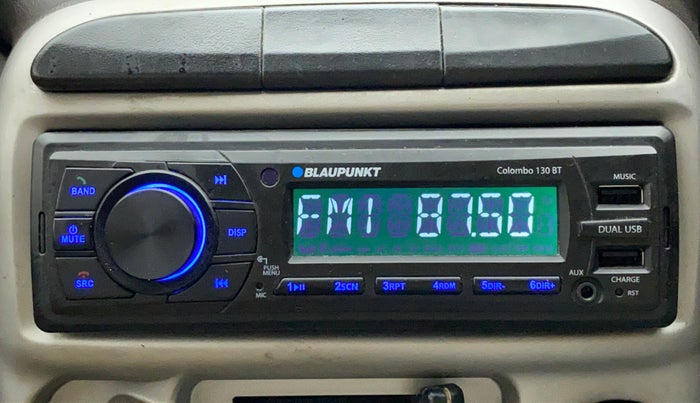 BLAUPUNKT
Colombo 130 BT
MUSIC
BAND
FM1 87.50
MUTE
DISP
DUAL USB
PUSH
MENU
SRC
MIC
1
2SCN
3RPT
4RDM
5DIR-
6DIR+
AUX
CHARGE
RST